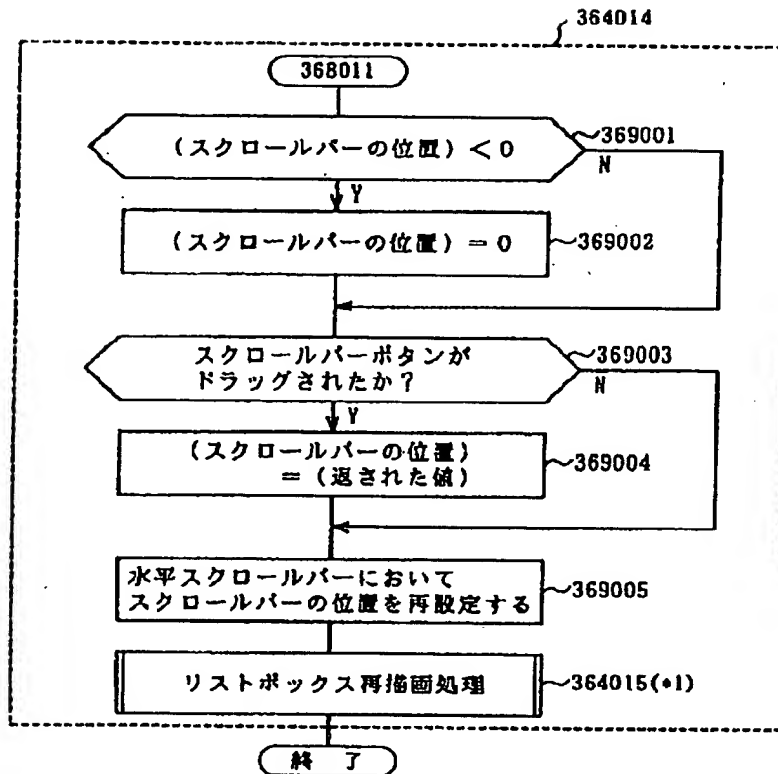 364014
368011
(スクロールバーの位置)<0
369001
N
Y
(スクロールバーの位置)=0
369002
スクロールバーボタンが
ドラッグされたか?
369003
N
Y
(スクロールバーの位置)
=(返された値)
369004
水平スクロールバーにおいて
スクロールバーの位置を再設定する
369005
リストボックス再描画処理
364015(*1)
終 了